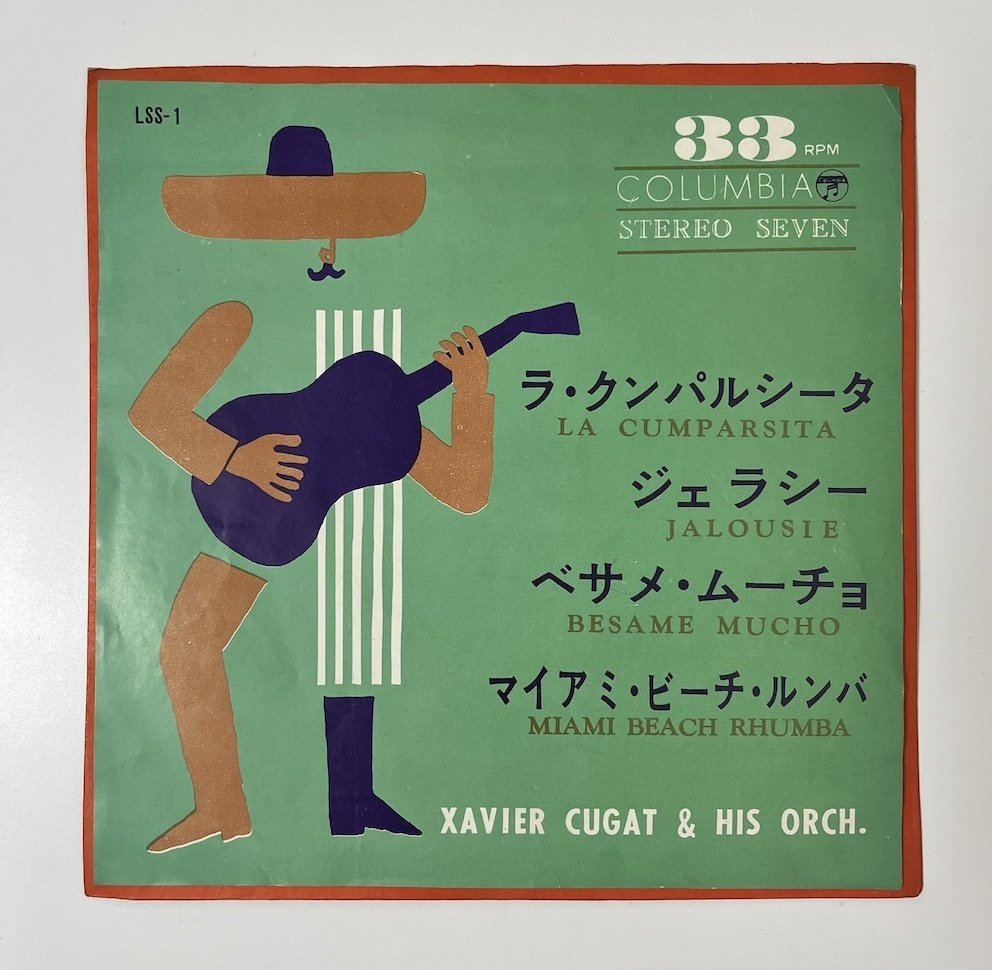 LSS-1
33 RPM
COLUMBIA
STEREO SEVEN
ラ・クンパルシータ
LA CUMPARSITA
ジェラシー
JALOUSIE
ベサメ・ムーチョ
BESAME MUCHO
マイアミ・ビーチ・ルンバ
MIAMI BEACH RHUMBA
XAVIER CUGAT & HIS ORCH.